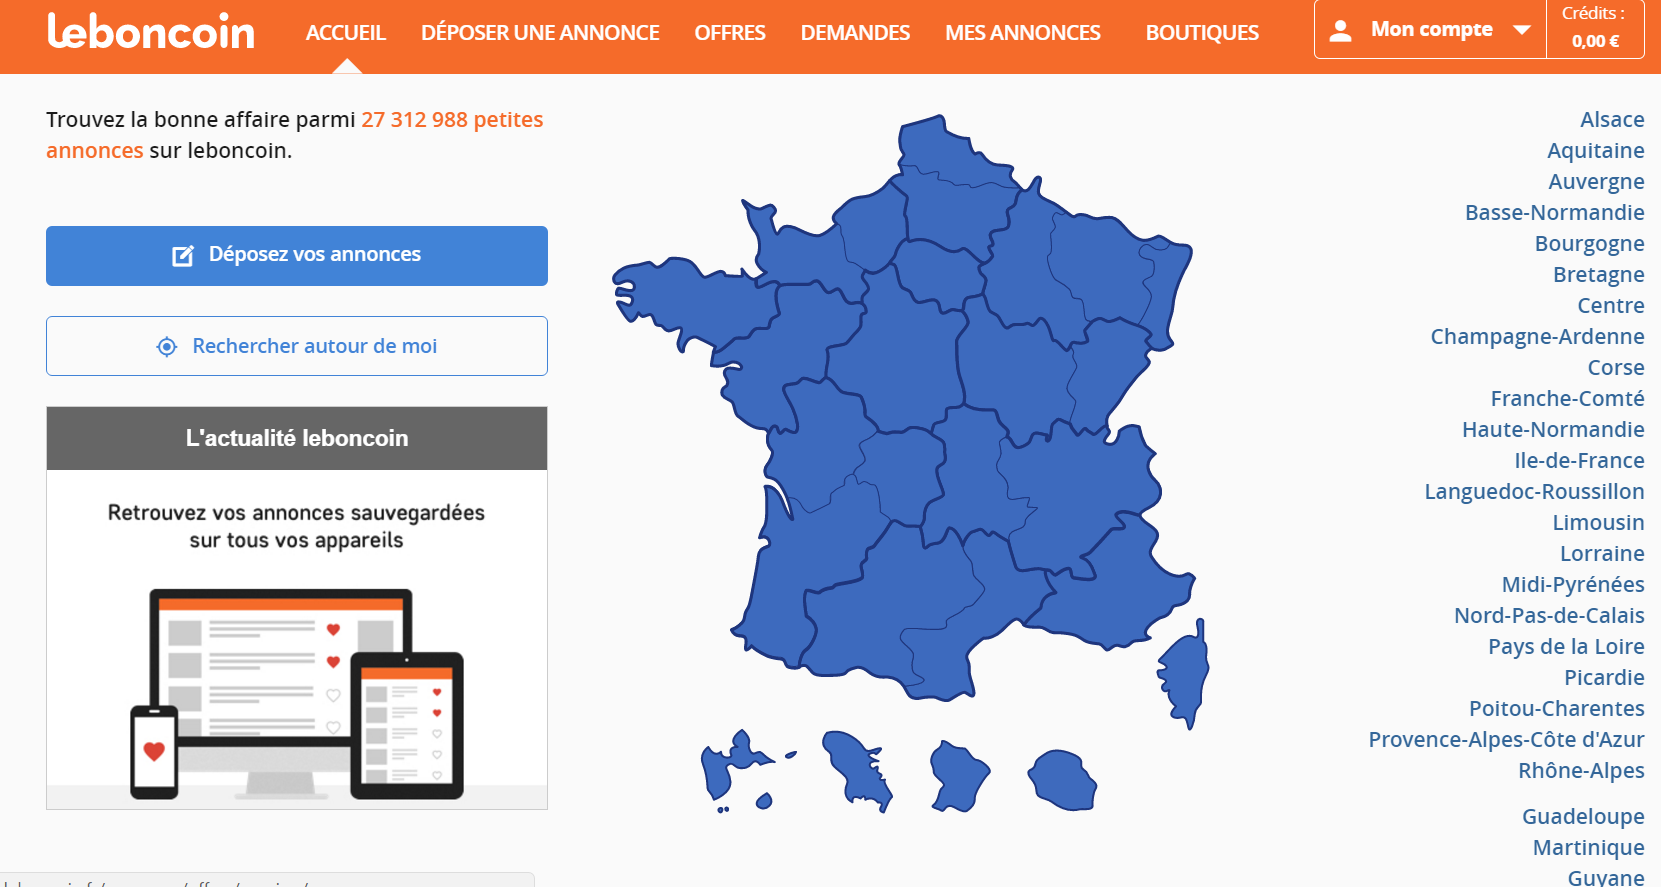 leboncoin
ACCUEIL
DÉPOSER UNE ANNONCE
OFFRES
DEMANDES
MES ANNONCES
BOUTIQUES
Mon compte
Crédits :
0,00 €
Trouvez la bonne affaire parmi 27 312 988 petites
annonces sur leboncoin.
Déposez vos annonces
Rechercher autour de moi
L'actualité leboncoin
Retrouvez vos annonces sauvegardées
sur tous vos appareils
Alsace
Aquitaine
Auvergne
Basse-Normandie
Bourgogne
Bretagne
Centre
Champagne-Ardenne
Corse
Franche-Comté
Haute-Normandie
Ile-de-France
Languedoc-Roussillon
Limousin
Lorraine
Midi-Pyrénées
Nord-Pas-de-Calais
Pays de la Loire
Picardie
Poitou-Charentes
Provence-Alpes-Côte d'Azur
Rhône-Alpes
Guadeloupe
Martinique
Guyane